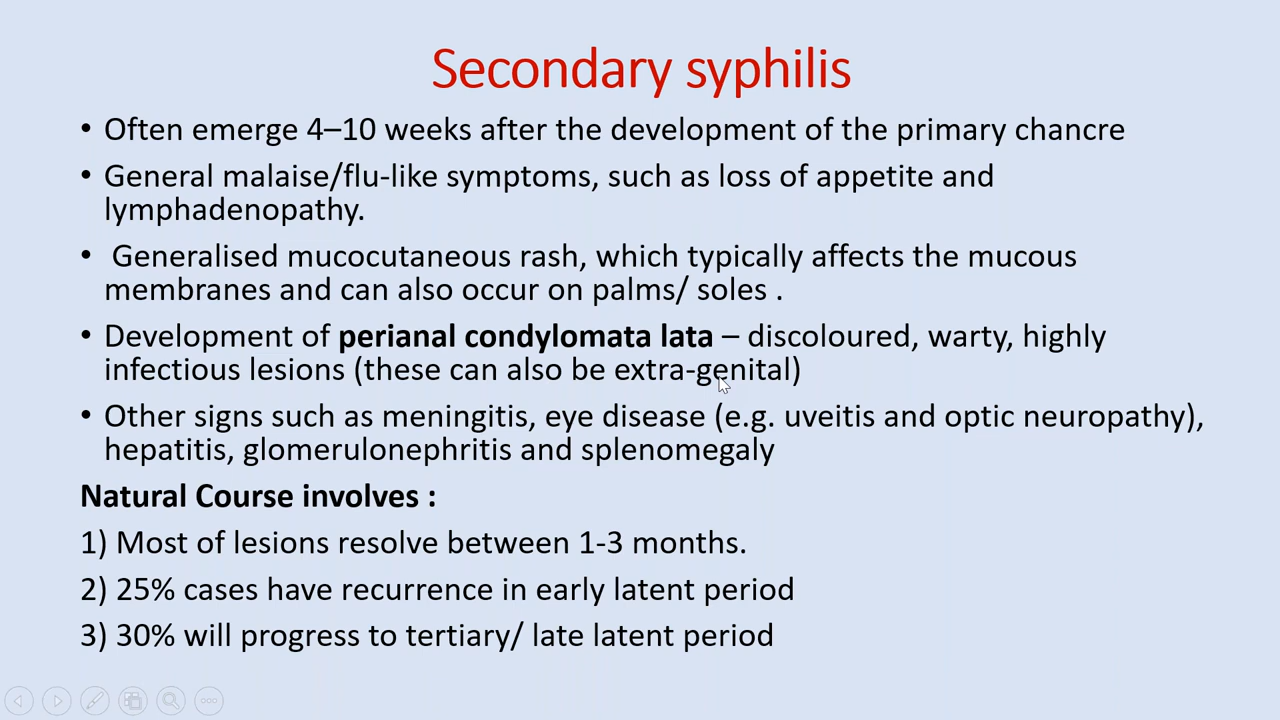 Secondary syphilis
• Often emerge 4–10 weeks after the development of the primary chancre
• General malaise/flu-like symptoms, such as loss of appetite and
lymphadenopathy.
• Generalised mucocutaneous rash, which typically affects the mucous
membranes and can also occur on palms/ soles .
• Development of perianal condylomata lata – discoloured, warty, highly
infectious lesions (these can also be extra-genital)
• Other signs such as meningitis, eye disease (e.g. uveitis and optic neuropathy),
hepatitis, glomerulonephritis and splenomegaly
Natural Course involves :
1) Most of lesions resolve between 1-3 months.
2) 25% cases have recurrence in early latent period
3) 30% will progress to tertiary/ late latent period